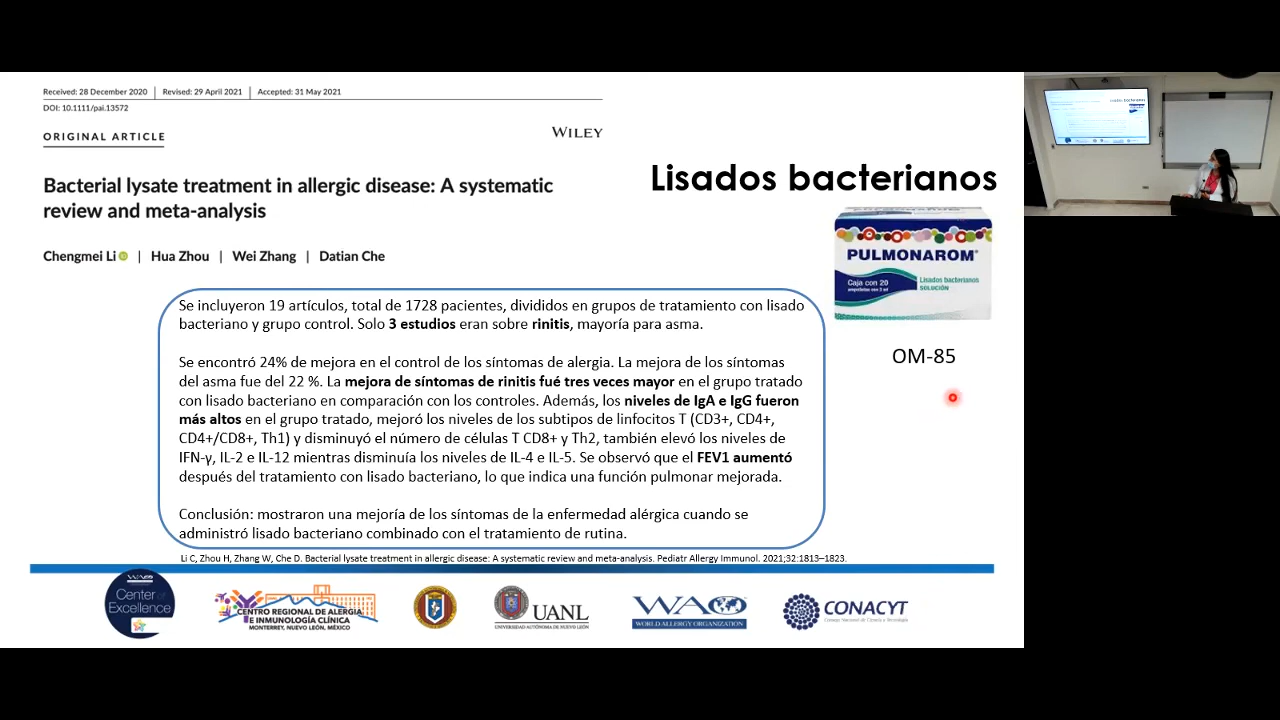 Received: 28 December 2020 | Revised: 29 April 2021 | Accepted: 31 May 2021
DOI: 10.1111/pai.13572
ORIGINAL ARTICLE
WILEY
Bacterial lysate treatment in allergic disease: A systematic
review and meta-analysis
Chengmei Li | Hua Zhou | Wei Zhang | Datian Che
Lisados bacterianos
PULMONAROM®
Caja con 20
ampolletas con 3 ml
Lisados bacterianos
SOLUCIÓN
OM-85
Se incluyeron 19 artículos, total de 1728 pacientes, divididos en grupos de tratamiento con lisado
bacteriano y grupo control. Solo 3 estudios eran sobre rinitis, mayoría para asma.
Se encontró 24% de mejora en el control de los síntomas de alergia. La mejora de los síntomas
del asma fue del 22 %. La mejora de síntomas de rinitis fué tres veces mayor en el grupo tratado
con lisado bacteriano en comparación con los controles. Además, los niveles de IgA e IgG fueron
más altos en el grupo tratado, mejoró los niveles de los subtipos de linfocitos T (CD3+, CD4+,
CD4+/CD8+, Th1) y disminuyó el número de células T CD8+ y Th2, también elevó los niveles de
IFN-γ, IL-2 e IL-12 mientras disminuía los niveles de IL-4 e IL-5. Se observó que el FEV1 aumentó
después del tratamiento con lisado bacteriano, lo que indica una función pulmonar mejorada.
Conclusión: mostraron una mejoría de los síntomas de la enfermedad alérgica cuando se
administró lisado bacteriano combinado con el tratamiento de rutina.
Li C, Zhou H, Zhang W, Che D. Bacterial lysate treatment in allergic disease: A systematic review and meta-analysis. Pediatr Allergy Immunol. 2021;32:1813–1823.
WAO
Center of
Excellence
CENTRO REGIONAL DE ALERGIA
E INMUNOLOGÍA CLÍNICA
MONTERREY, NUEVO LEÓN, MÉXICO
UANL
UNIVERSIDAD AUTÓNOMA DE NUEVO LEÓN
WAO
WORLD ALLERGY ORGANIZATION
CONACYT
Consejo Nacional de Ciencia y Tecnología